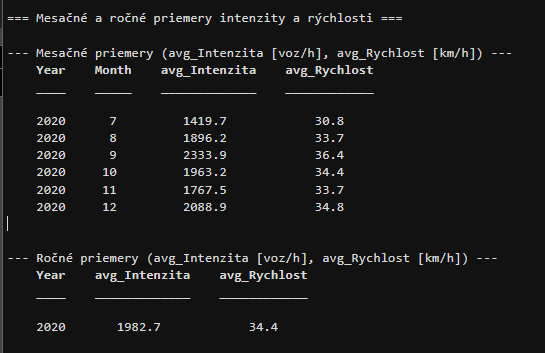 === Mesačné a ročné priemery intenzity a rýchlosti ===
--- Mesačné priemery (avg_Intenzita [voz/h], avg_Rychlost [km/h]) ---
Year Month avg_Intenzita avg_Rychlost
____ _____ _____________ ____________
2020 7 1419.7 30.8
2020 8 1896.2 33.7
2020 9 2333.9 36.4
2020 10 1963.2 34.4
2020 11 1767.5 33.7
2020 12 2088.9 34.8
--- Ročné priemery (avg_Intenzita [voz/h], avg_Rychlost [km/h]) ---
Year avg_Intenzita avg_Rychlost
____ _____________ ____________
2020 1982.7 34.4